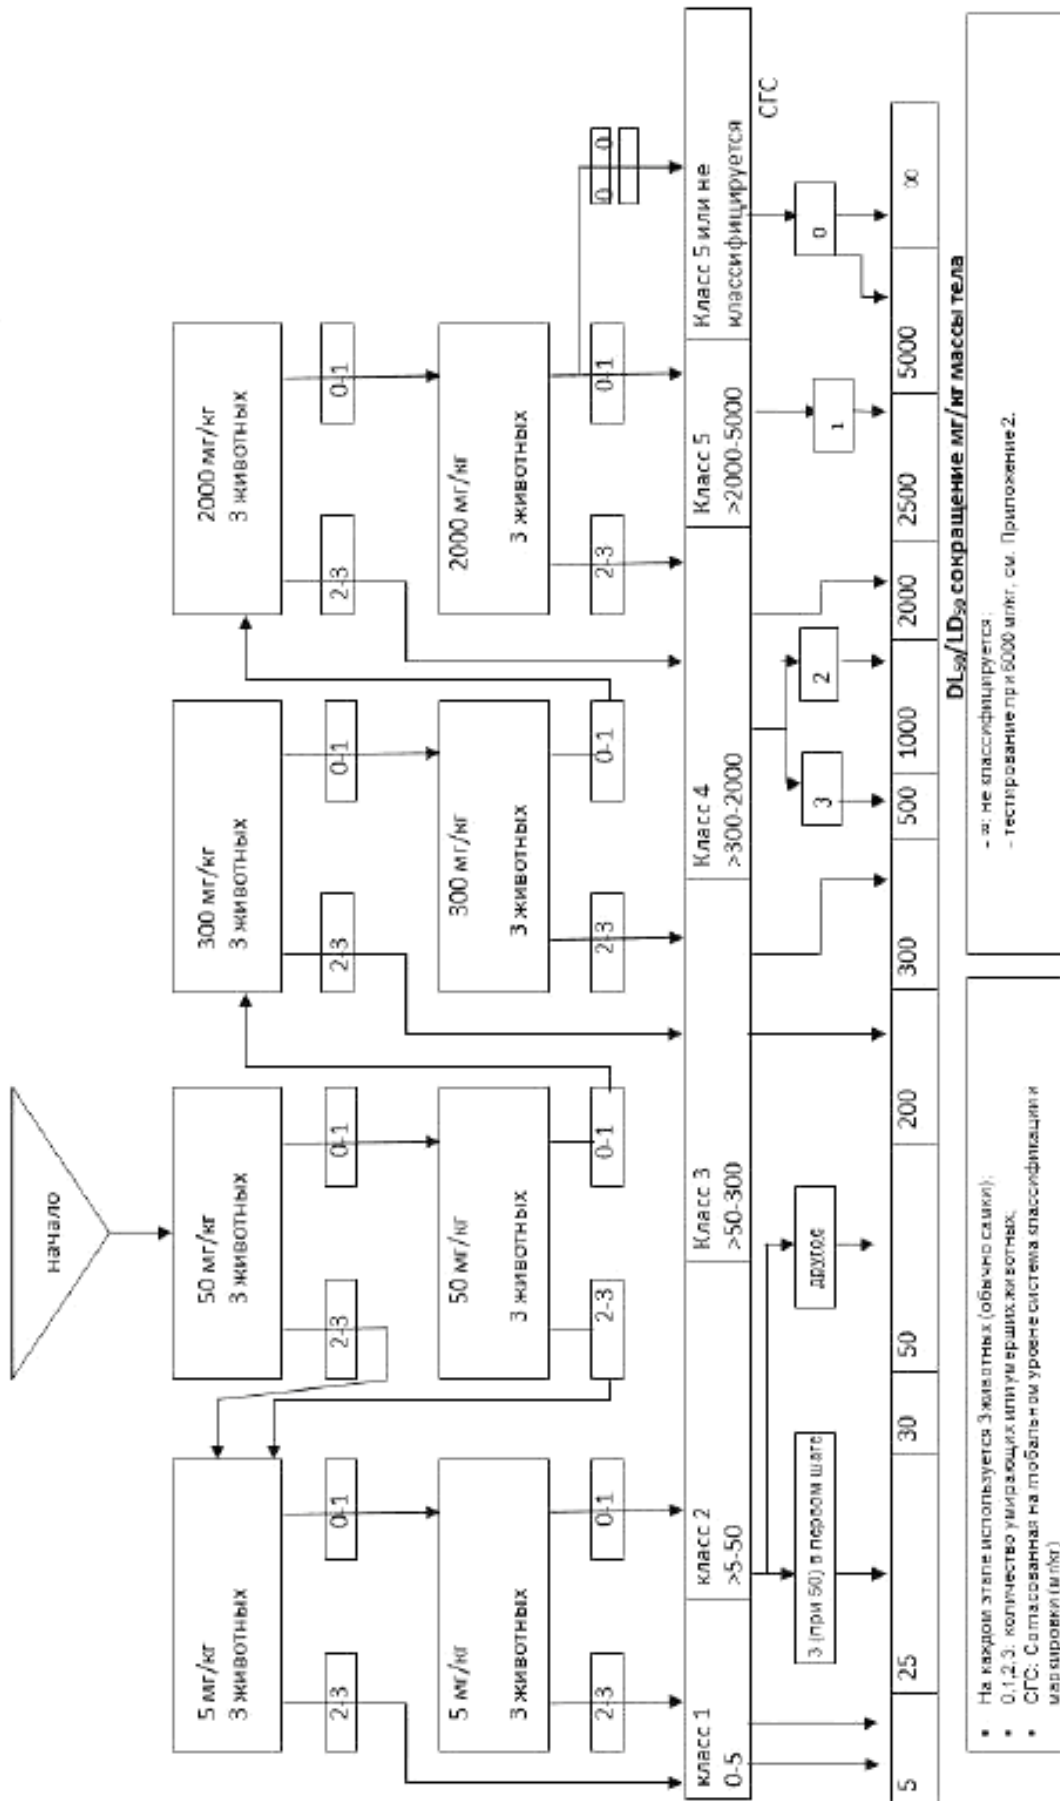 начало
5 мг/кг
3 животных
50 мг/кг
3 животных
300 мг/кг
3 животных
2000 мг/кг
3 животных
2-3
0-1
2-3
0-1
2-3
0-1
2-3
0-1
5 мг/кг
3 животных
50 мг/кг
3 животных
300 мг/кг
3 животных
2000 мг/кг
3 животных
2-3
0-1
2-3
0-1
2-3
0-1
2-3
0-1
0 0
класс 1
0-5
класс 2
>5-50
Класс 3
>50-300
Класс 4
>300-2000
Класс 5
>2000-5000
Класс 5 или не
классифицируется
СГС
3 (при 50) в первом шаге
другое
3
2
1
0
5
25
30
50
200
300
500
1000
2000
2500
5000
∞
DL50/LD50 сокращение мг/кг массы тела
• На каждом этапе используется 3 животных (обычно самки);
• 0,1,2,3: количество умирающих или умерших животных;
• СГС: Согласованная на глобальном уровне система классификации и
маркировки (мг/кг)
- ∞: не классифицируется;
- тестирование при 5000 мг/кг, см. Приложение 2.